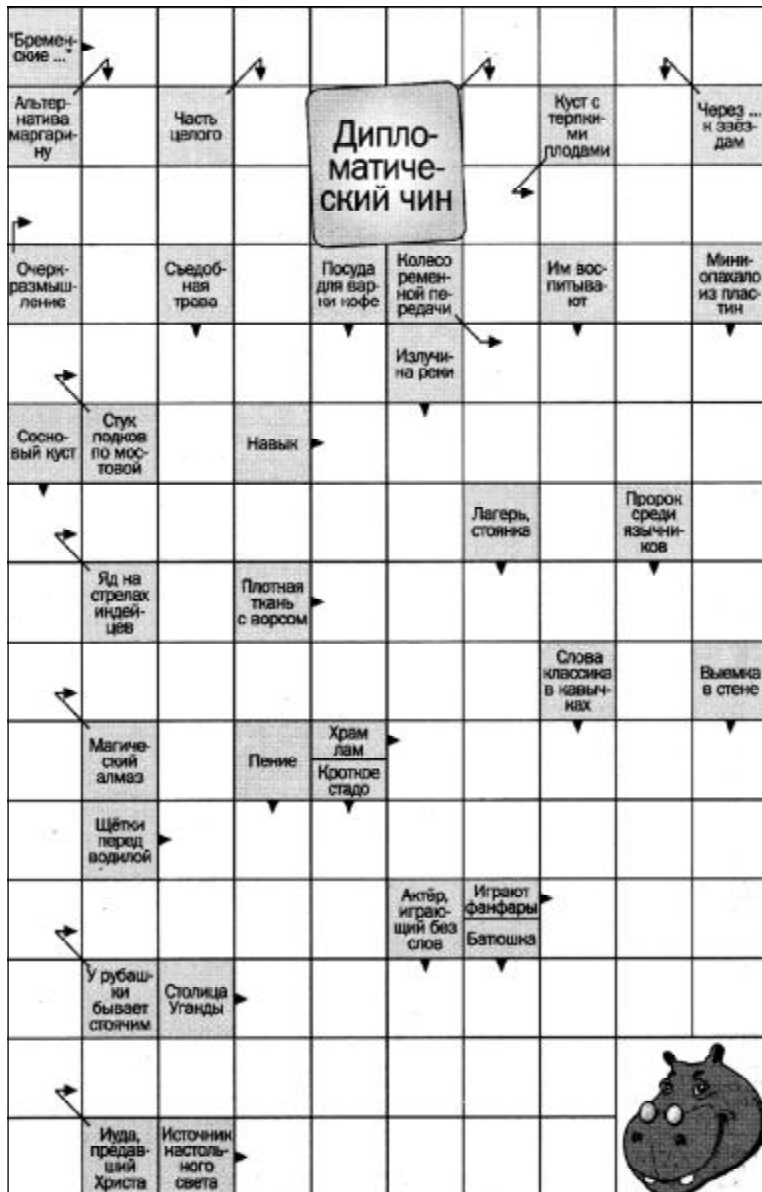 "Бремен-
ские ..."
Альтер-
натива
маргари-
ну
Часть
целого
Дипло-
матиче-
ский чин
Куст с
терпки-
ми
плодами
Через ...
к звёз-
дам
Очерк-
размыш-
ление
Съедоб-
ная
трава
Посуда
для вар-
ки кофе
Колесо
ремен-
ной пе-
редачи
Им вос-
питыва-
ют
Мини-
опахало
из плас-
тин
Излучи-
на реки
Сосно-
вый куст
Стук
подков
по мос-
товой
Навык
Лагерь,
стоянка
Пророк
среди
язычни-
ков
Яд на
стрелах
индей-
цев
Плотная
ткань
с ворсом
Слова
классика
в кавыч-
ках
Выемка
в стене
Магиче-
ский
алмаз
Пение
Храм
лам
Кроткое
стадо
Щётки
перед
водилой
Актёр,
играю-
щий без
слов
Играют
фанфары
Батюшка
У рубаш-
ки
бывает
стоячим
Столица
Уганды
Иуда,
предав-
ший
Христа
Источник
настоль-
ного
света